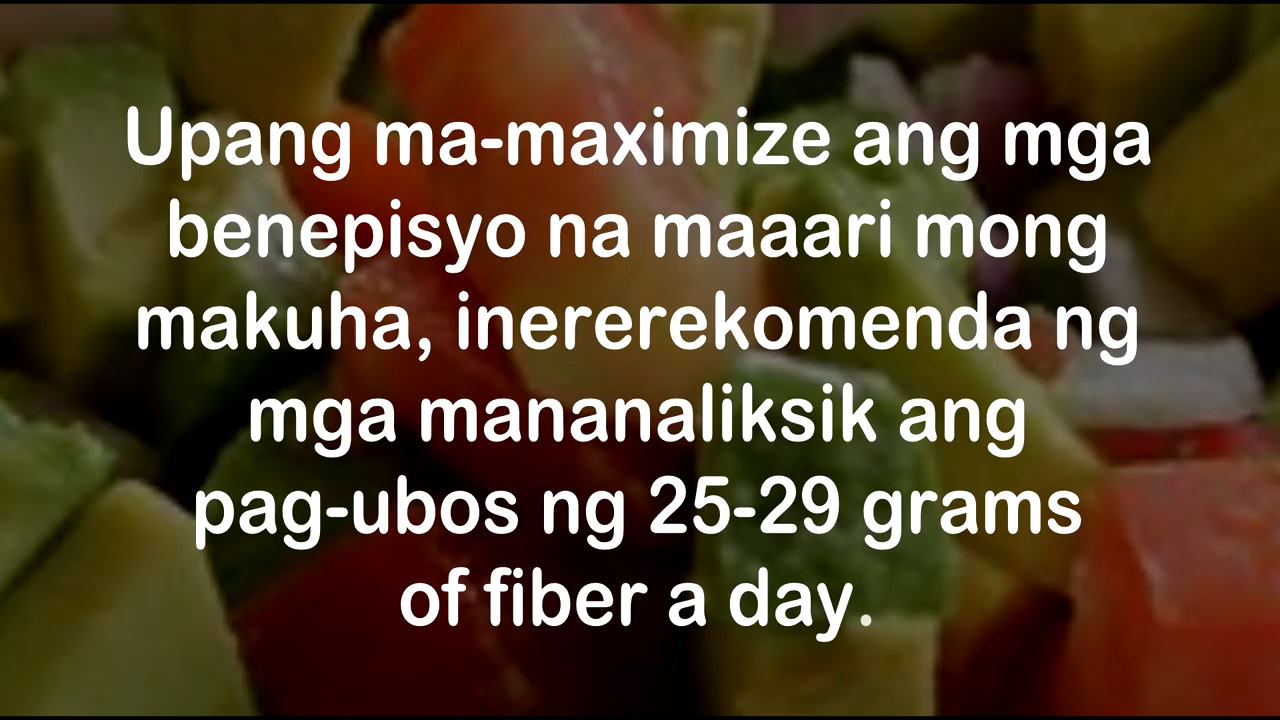 Upang ma-maximize ang mga
benepisyo na maaari mong
makuha, inererekomenda ng
mga mananaliksik ang
pag-ubos ng 25-29 grams
of fiber a day.